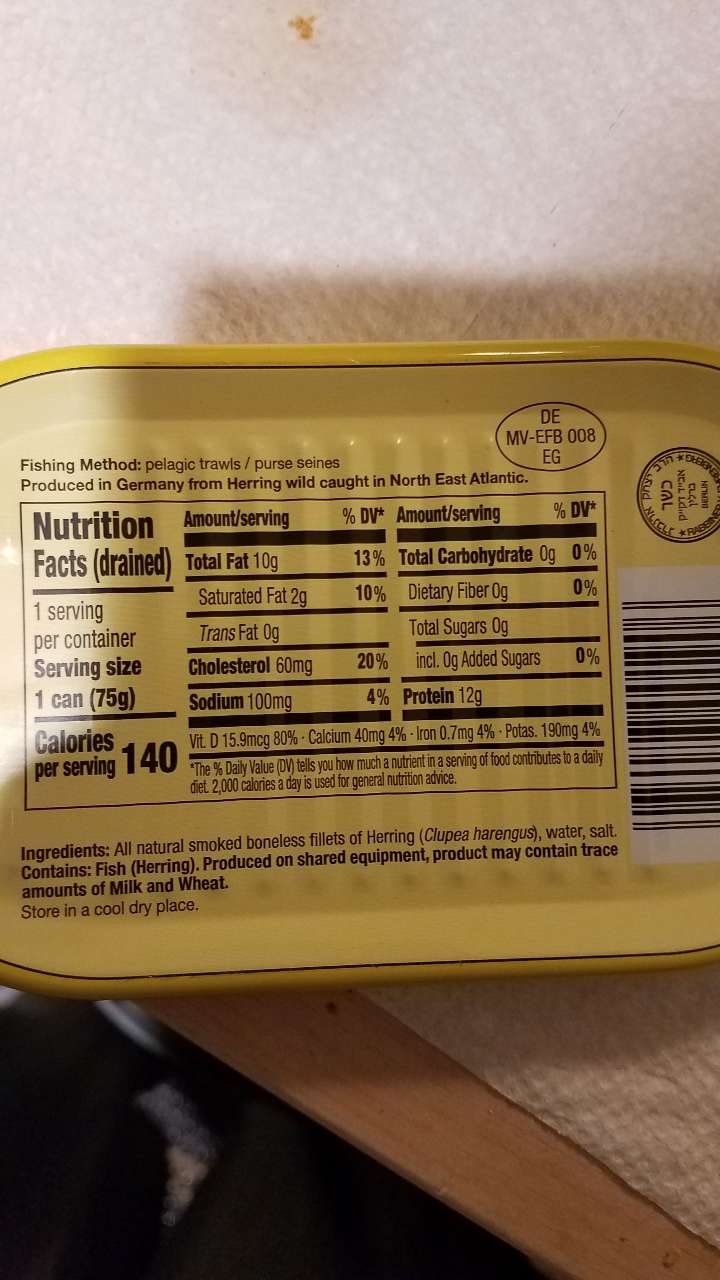 DE
MV-EFB 008
EG
Fishing Method: pelagic trawls / purse seines
Produced in Germany from Herring wild caught in North East Atlantic.
Nutrition
Facts (drained)
1 serving
per container
Serving size
1 can (75g)
Calories
per serving 140
Amount/serving % DV*
Total Fat 10g 13%
Saturated Fat 2g 10%
Trans Fat 0g
Cholesterol 60mg 20%
Sodium 100mg 4%
Amount/serving % DV*
Total Carbohydrate 0g 0%
Dietary Fiber 0g 0%
Total Sugars 0g
incl. 0g Added Sugars 0%
Protein 12g
Vit. D 15.9mcg 80% · Calcium 40mg 4% · Iron 0.7mg 4% · Potas. 190mg 4%
*The % Daily Value (DV) tells you how much a nutrient in a serving of food contributes to a daily
diet. 2,000 calories a day is used for general nutrition advice.
Ingredients: All natural smoked boneless fillets of Herring (Clupea harengus), water, salt.
Contains: Fish (Herring). Produced on shared equipment, product may contain trace
amounts of Milk and Wheat.
Store in a cool dry place.
כשר